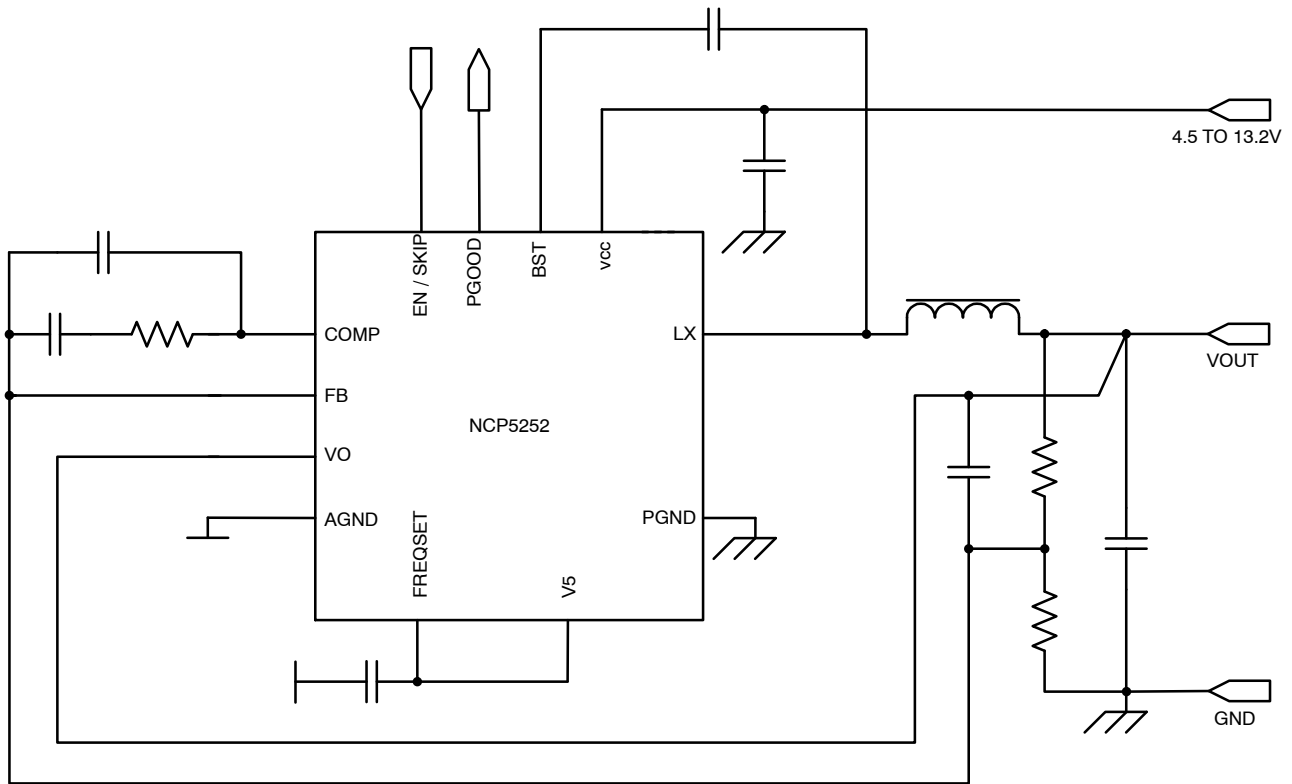 4.5 TO 13.2V
EN / SKIP
PGOOD
BST
vcc
COMP
LX
VOUT
FB
NCP5252
VO
AGND
PGND
FREQSET
V5
GND